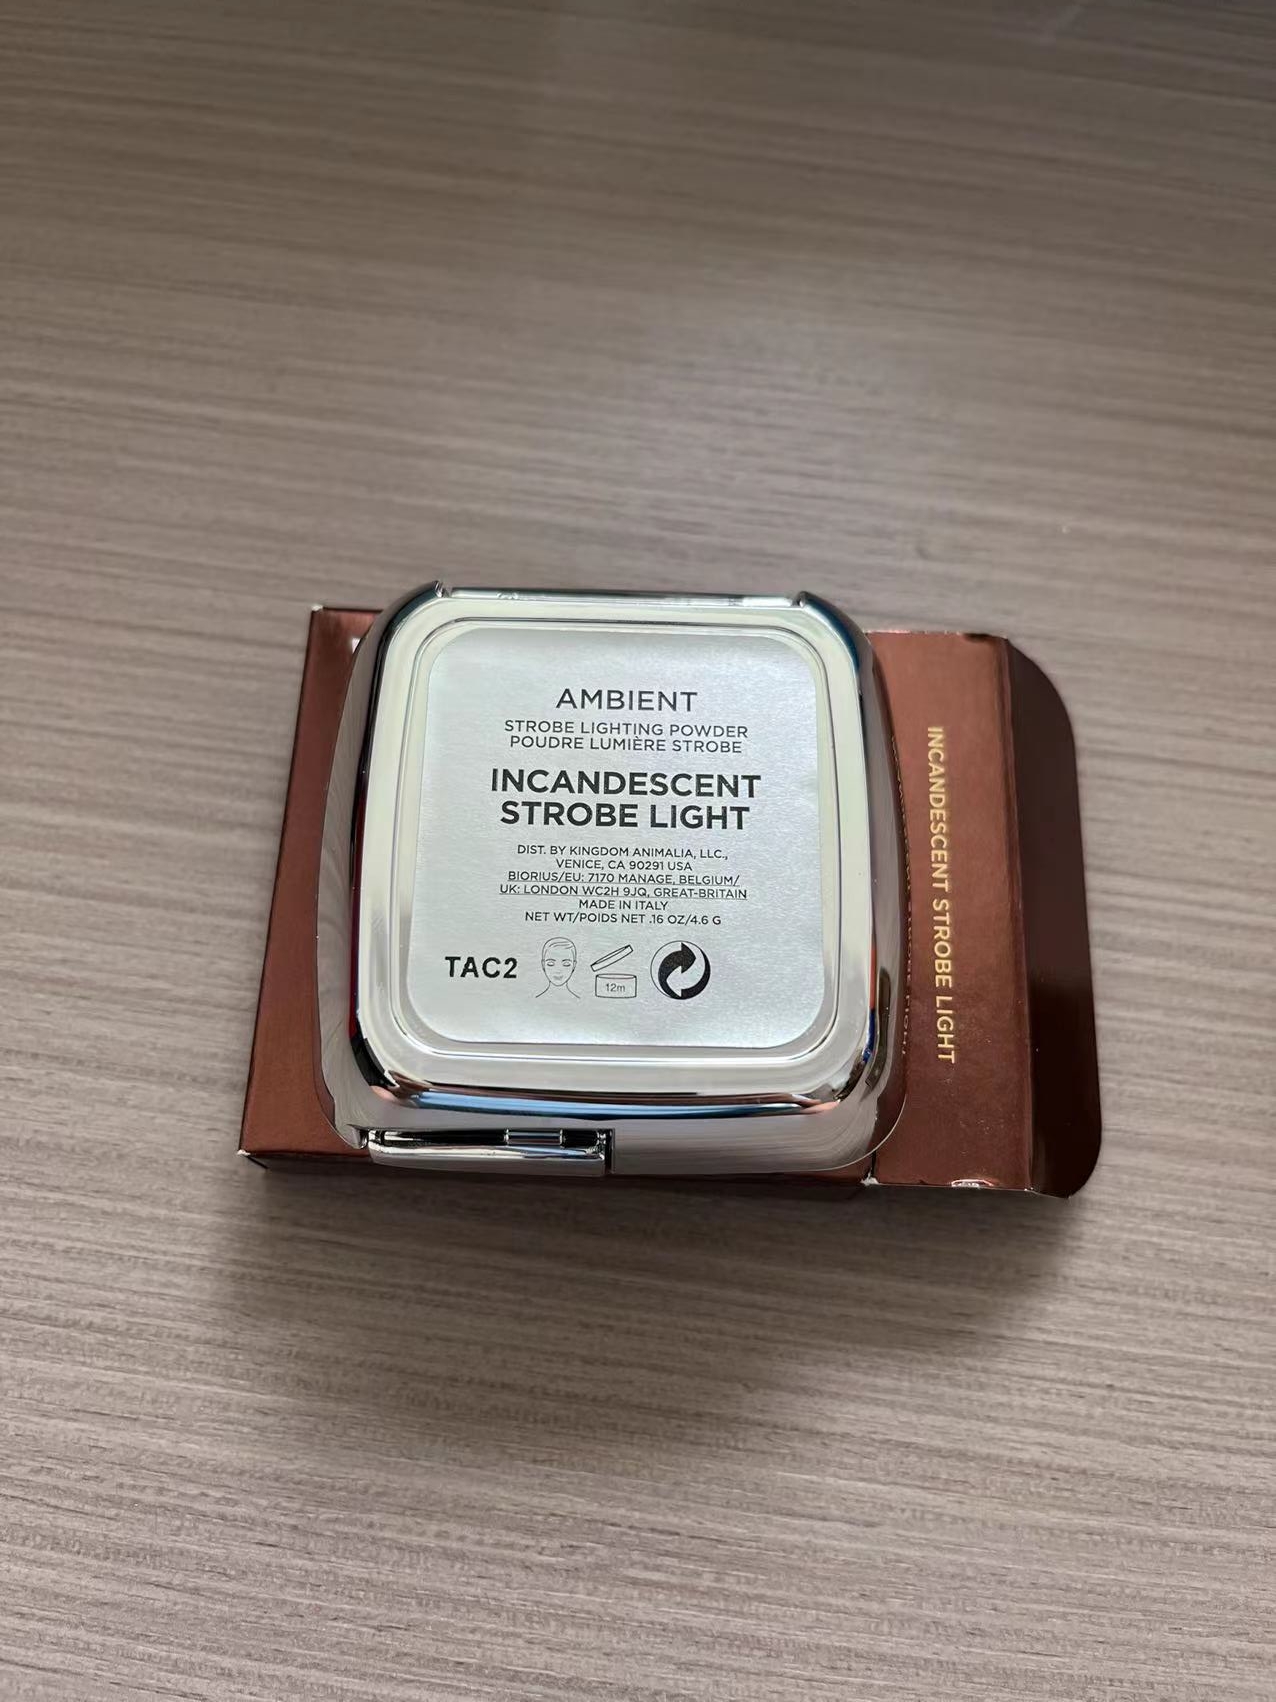 AMBIENT
STROBE LIGHTING POWDER
POUDRE LUMIÈRE STROBE
INCANDESCENT
STROBE LIGHT
DIST. BY KINGDOM ANIMALIA, LLC.,
VENICE, CA 90291 USA
BIORIUS/EU: 7170 MANAGE, BELGIUM/
UK: LONDON WC2H 9JQ, GREAT-BRITAIN
MADE IN ITALY
NET WT/POIDS NET .16 OZ/4.6 G
TAC2
12m
INCANDESCENT STROBE LIGHT